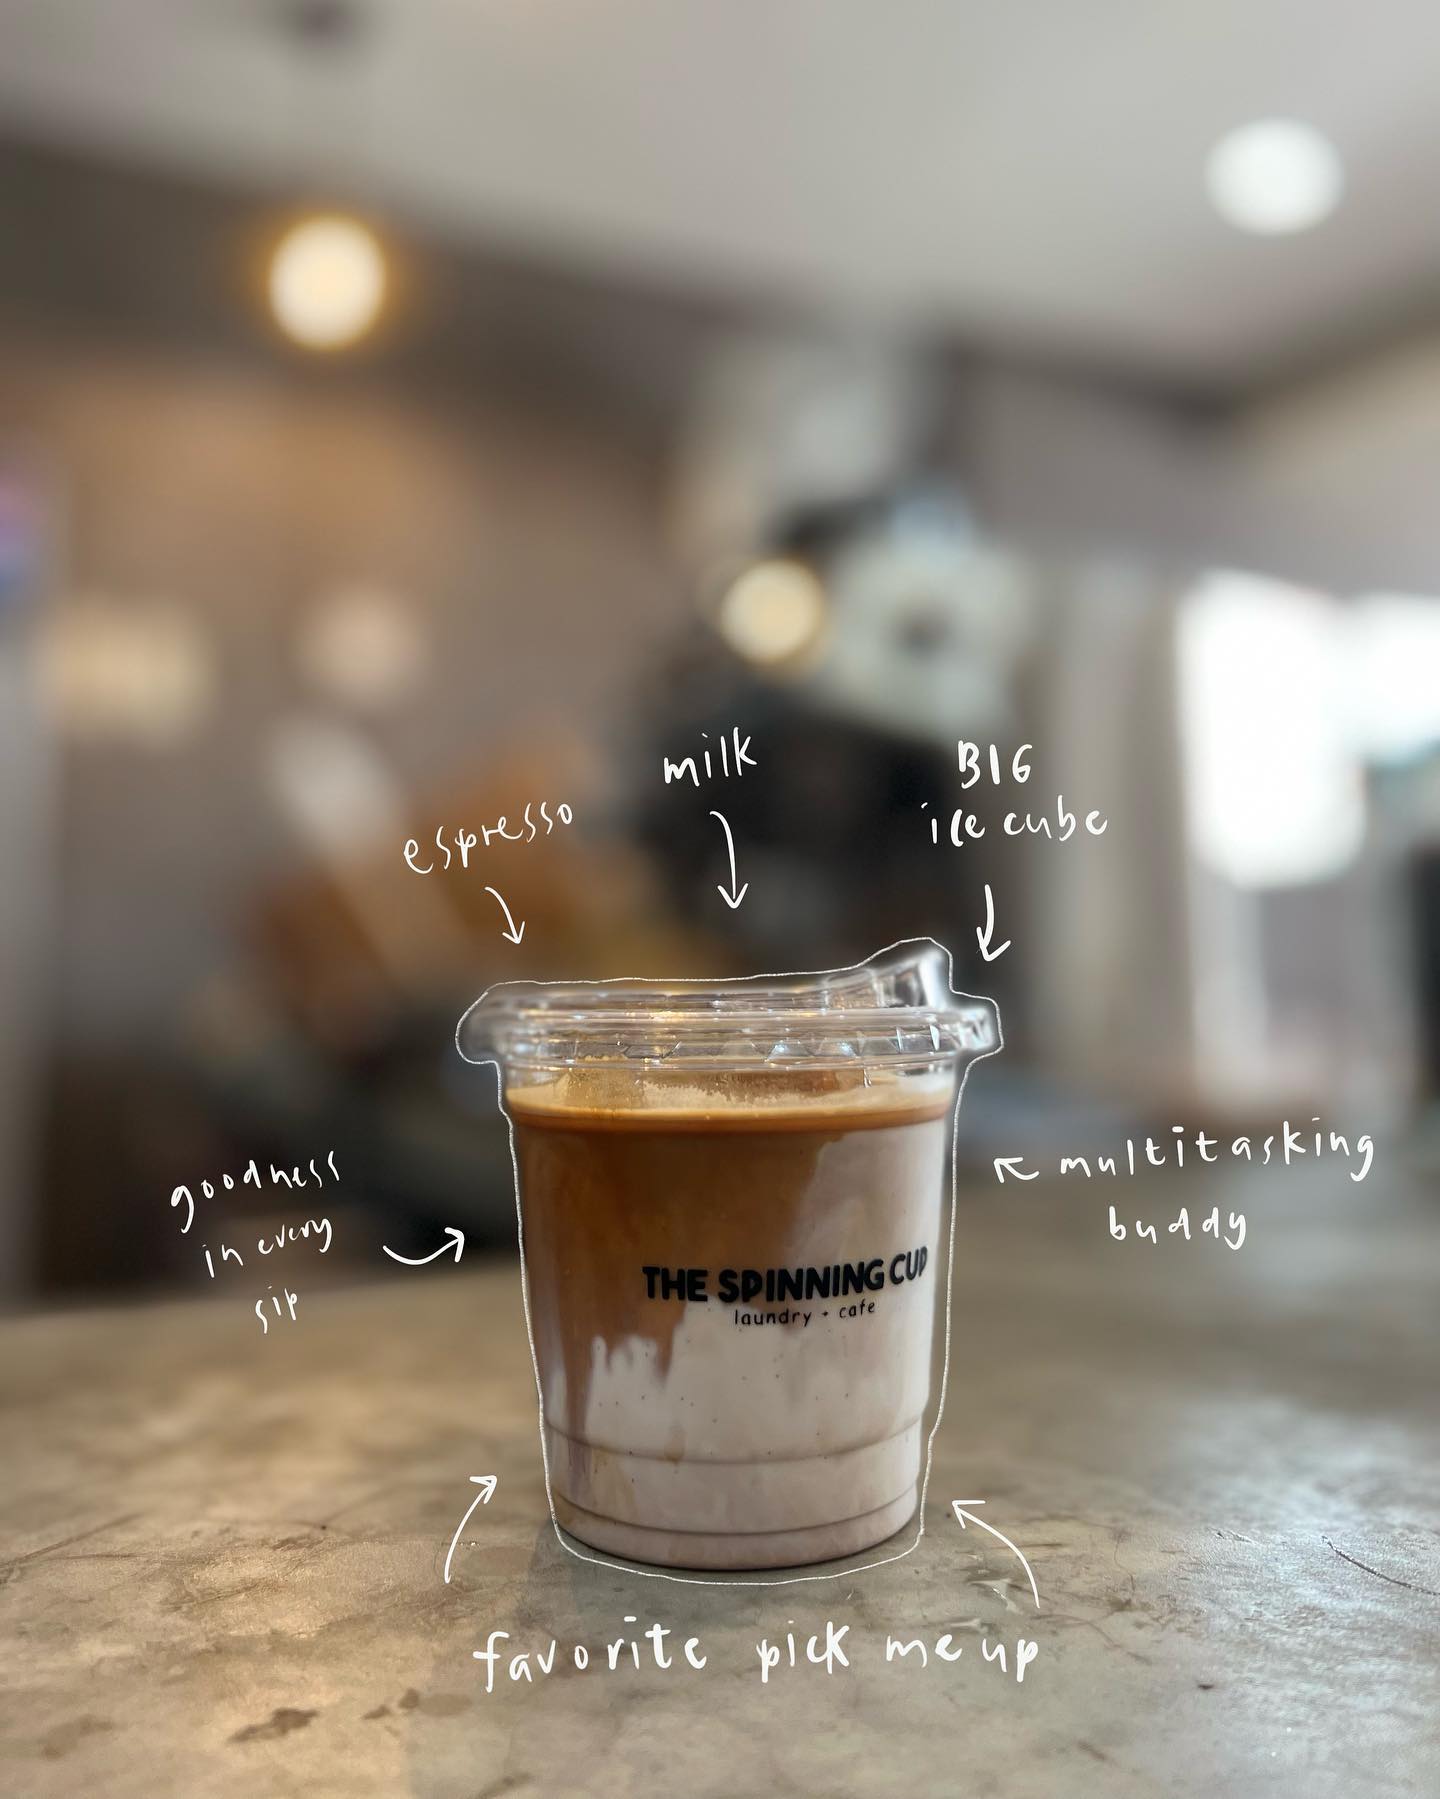 milk
BIG
ice cube
espresso
goodness
in every
sip
multitasking
buddy
THE SPINNING CUP
laundry + cafe
favorite pick me up